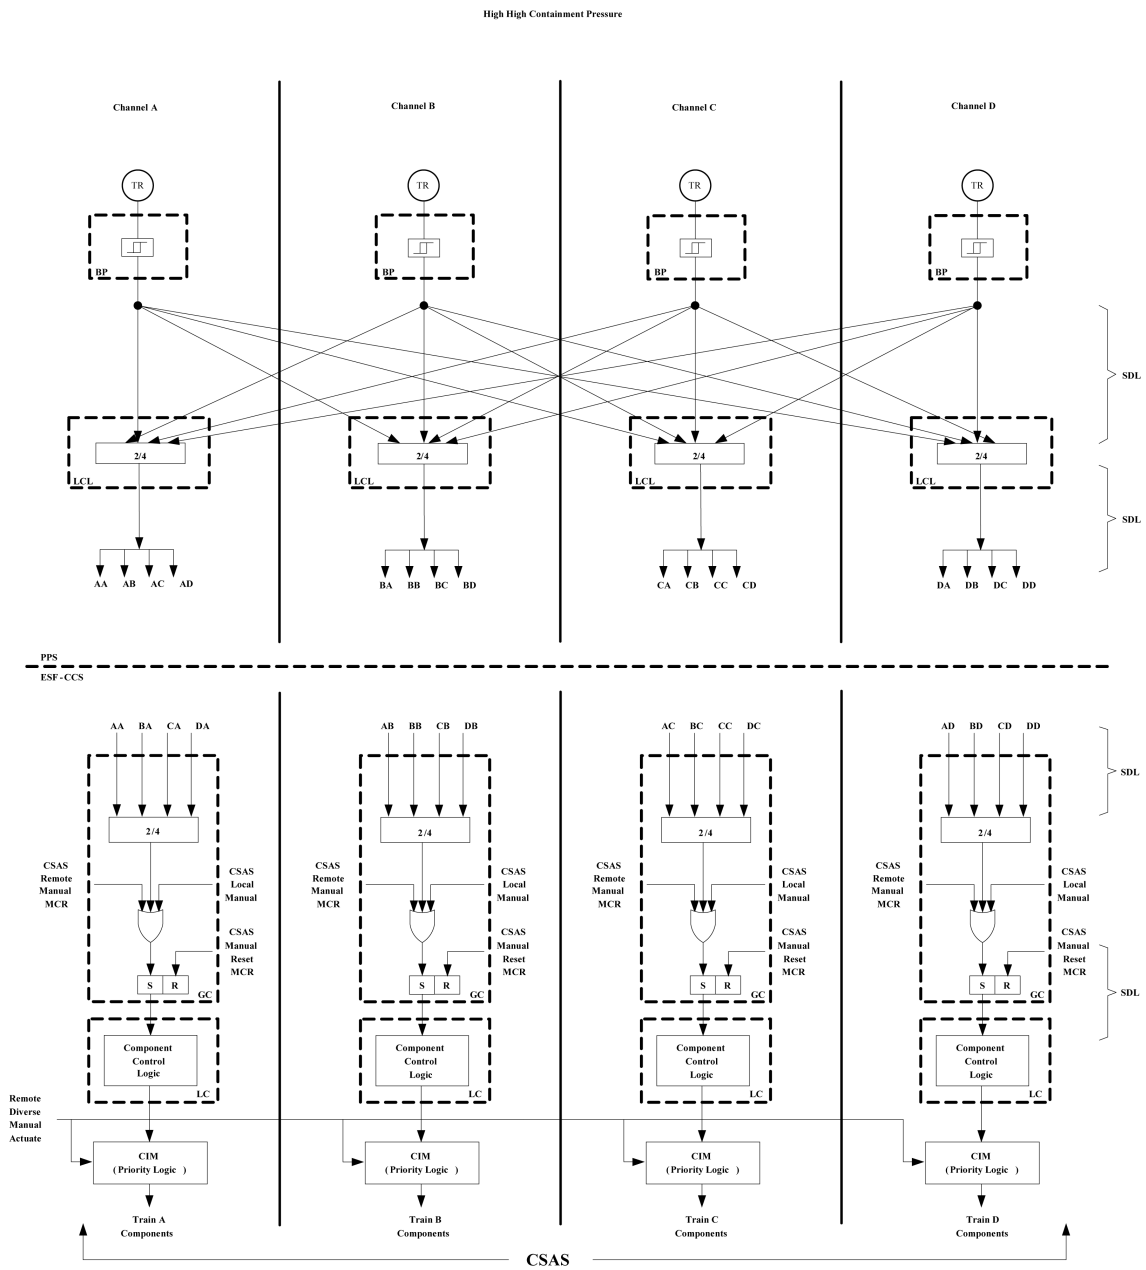 High High Containment Pressure
Channel A
Channel B
Channel C
Channel D
TR
TR
TR
TR
BP
BP
BP
BP
SDL
2/4
2/4
2/4
2/4
LCL
LCL
LCL
LCL
SDL
AA AB AC AD
BA BB BC BD
CA CB CC CD
DA DB DC DD
PPS
ESF-CCS
AA BA CA DA
AB BB CB DB
AC BC CC DC
AD BD CD DD
SDL
2/4
2/4
2/4
2/4
CSAS
Remote
Manual
MCR
CSAS
Local
Manual
CSAS
Remote
Manual
MCR
CSAS
Local
Manual
CSAS
Remote
Manual
MCR
CSAS
Local
Manual
CSAS
Remote
Manual
MCR
CSAS
Local
Manual
CSAS
Manual
Reset
MCR
CSAS
Manual
Reset
MCR
CSAS
Manual
Reset
MCR
CSAS
Manual
Reset
MCR
S R
S R
S R
S R
GC
GC
GC
GC
SDL
Component
Control
Logic
Component
Control
Logic
Component
Control
Logic
Component
Control
Logic
LC
LC
LC
LC
Remote
Diverse
Manual
Actuate
CIM
(Priority Logic )
CIM
(Priority Logic )
CIM
(Priority Logic )
CIM
(Priority Logic )
Train A
Components
Train B
Components
Train C
Components
Train D
Components
CSAS